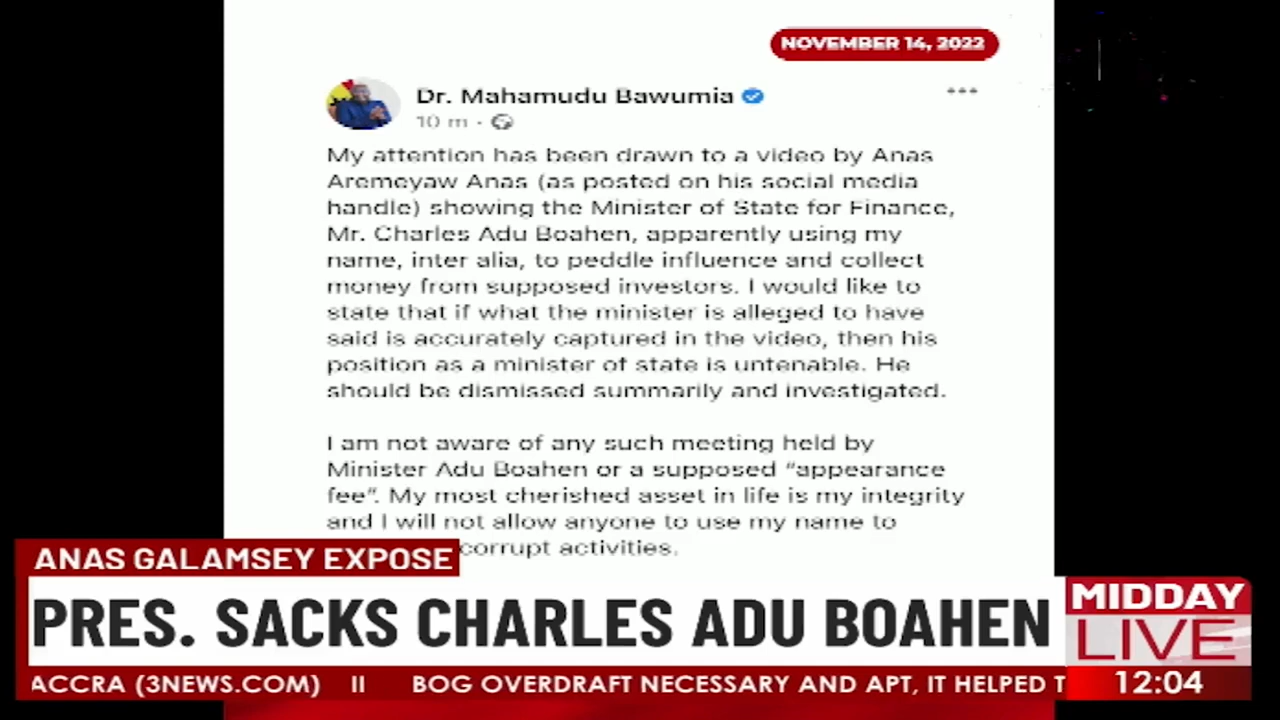 NOVEMBER 14, 2022
Dr. Mahamudu Bawumia
10 m ·
My attention has been drawn to a video by Anas
Aremeyaw Anas (as posted on his social media
handle) showing the Minister of State for Finance,
Mr. Charles Adu Boahen, apparently using my
name, inter alia, to peddle influence and collect
money from supposed investors. I would like to
state that if what the minister is alleged to have
said is accurately captured in the video, then his
position as a minister of state is untenable. He
should be dismissed summarily and investigated.
I am not aware of any such meeting held by
Minister Adu Boahen or a supposed “appearance
fee”. My most cherished asset in life is my integrity
and I will not allow anyone to use my name to
corrupt activities.
ANAS GALAMSEY EXPOSE
PRES. SACKS CHARLES ADU BOAHEN
MIDDAY
LIVE
ACCRA (3NEWS.COM) II BOG OVERDRAFT NECESSARY AND APT, IT HELPED T
12:04